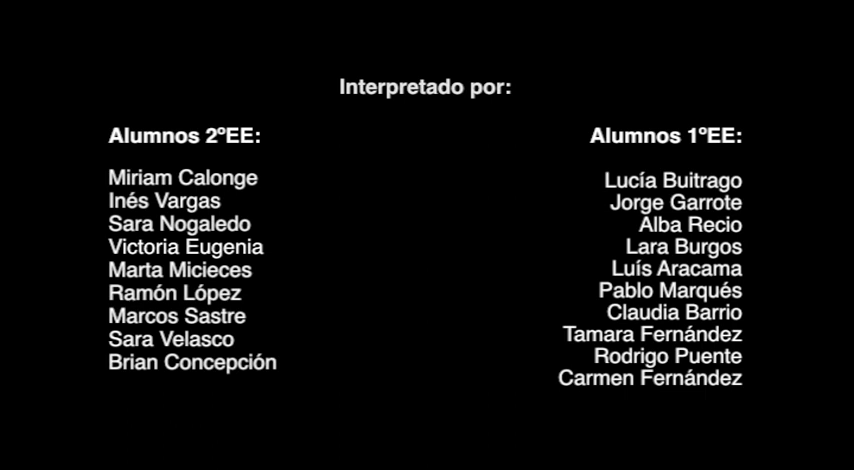 Interpretado por:
Alumnos 2ºEE:
Miriam Calonge
Inés Vargas
Sara Nogaledo
Victoria Eugenia
Marta Micieces
Ramón López
Marcos Sastre
Sara Velasco
Brian Concepción
Alumnos 1ºEE:
Lucía Buitrago
Jorge Garrote
Alba Recio
Lara Burgos
Luís Aracama
Pablo Marqués
Claudia Barrio
Tamara Fernández
Rodrigo Puente
Carmen Fernández